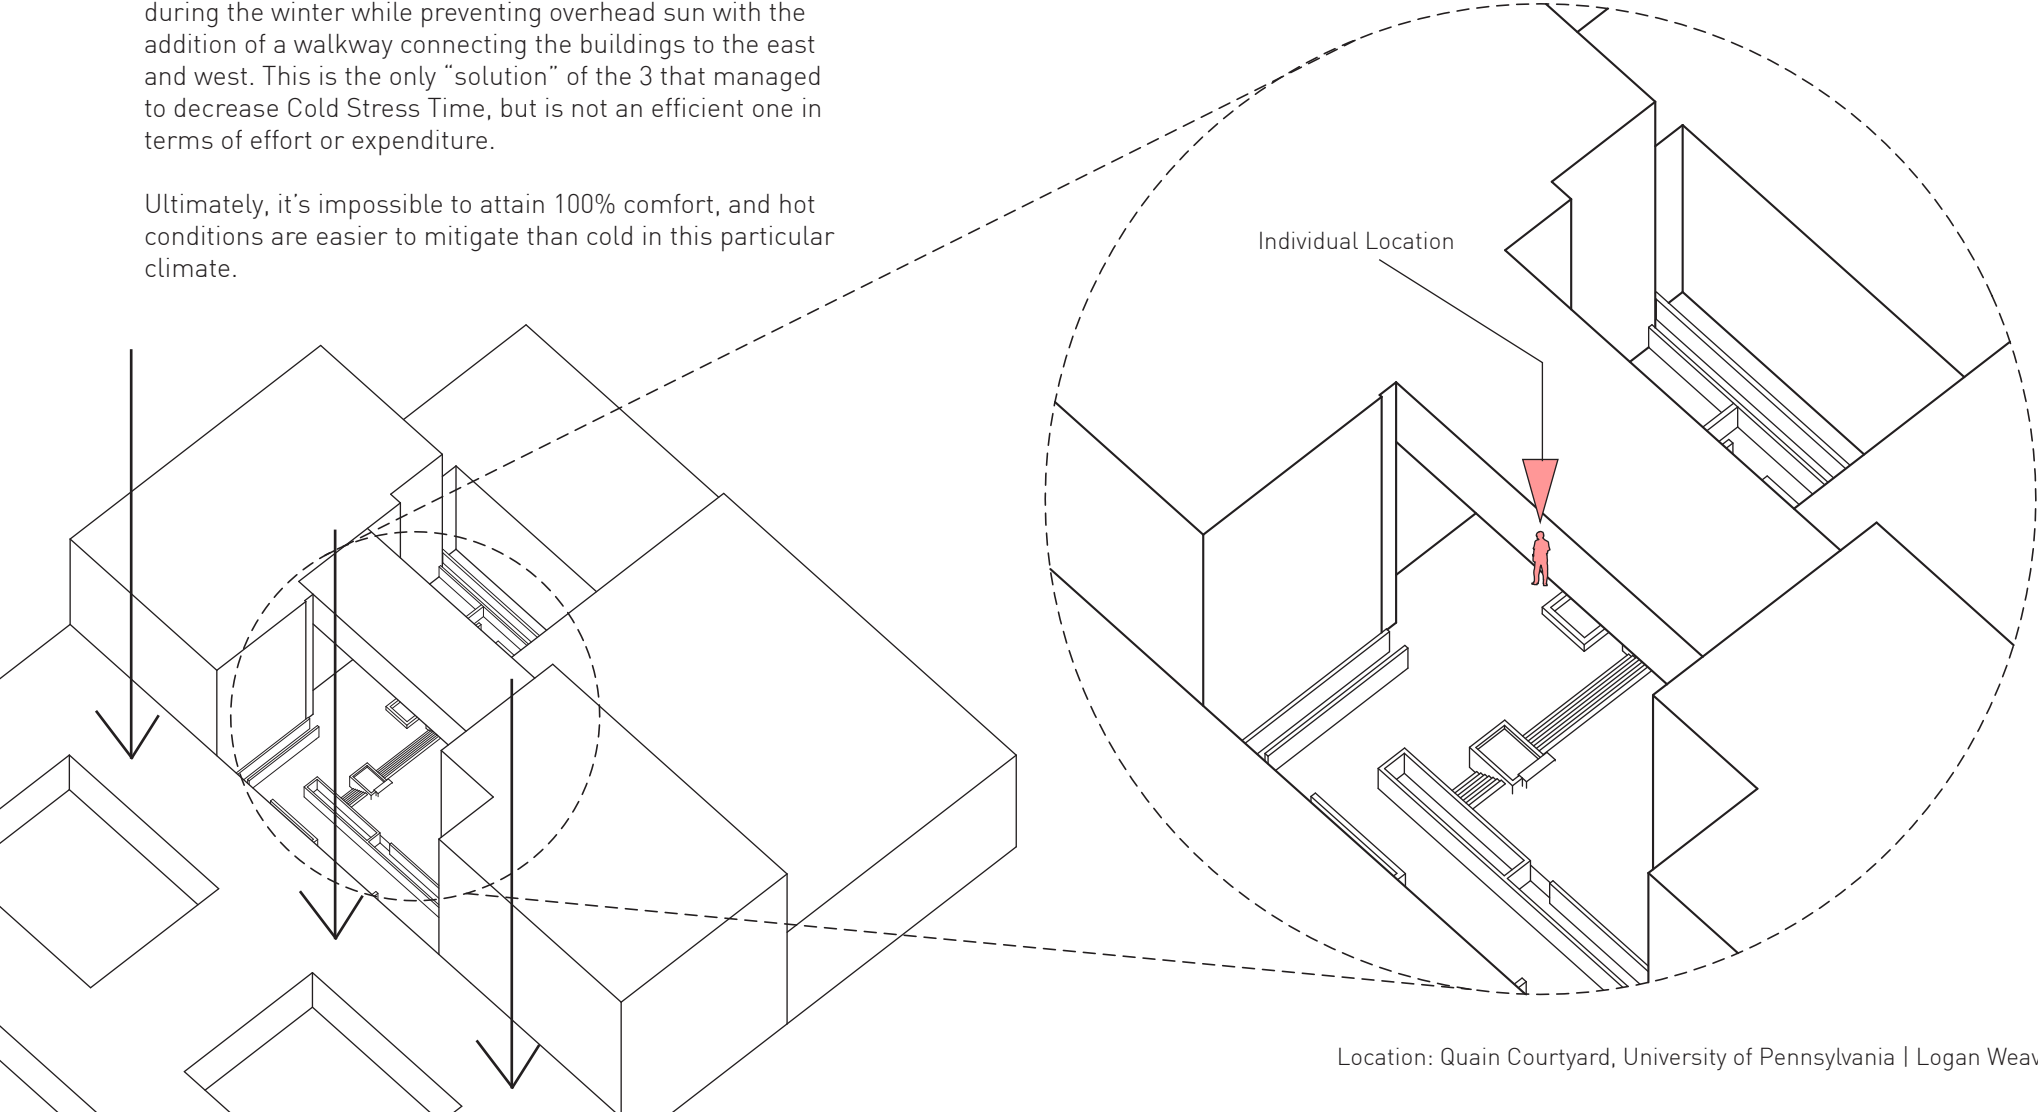 during the winter while preventing overhead sun with the
addition of a walkway connecting the buildings to the east
and west. This is the only “solution” of the 3 that managed
to decrease Cold Stress Time, but is not an efficient one in
terms of effort or expenditure.
Ultimately, it’s impossible to attain 100% comfort, and hot
conditions are easier to mitigate than cold in this particular
climate.
Individual Location
Location: Quain Courtyard, University of Pennsylvania | Logan Weav